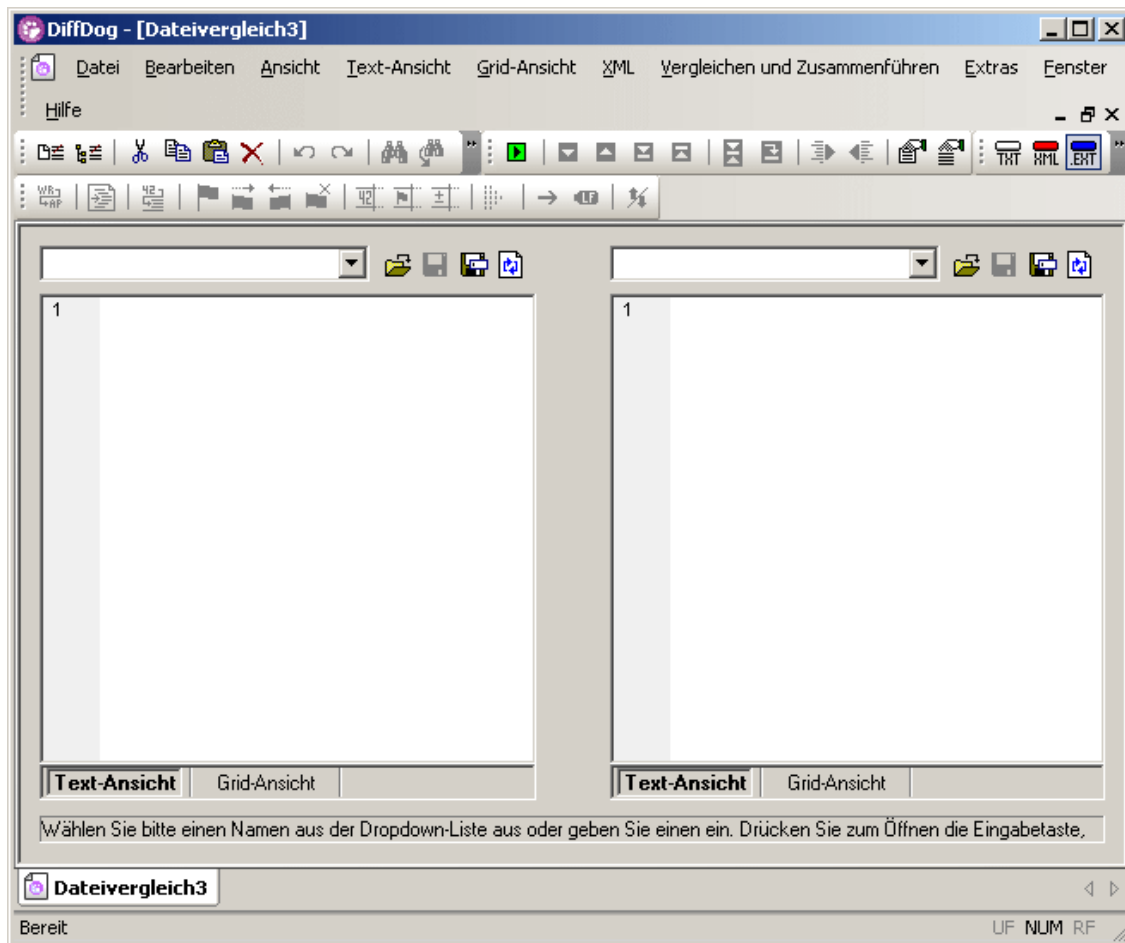 DiffDog - [Dateivergleich3]
Datei Bearbeiten Ansicht Text-Ansicht Grid-Ansicht XML Vergleichen und Zusammenführen Extras Fenster
Hilfe
TXT XML .EXT
1 1
Text-Ansicht Grid-Ansicht Text-Ansicht Grid-Ansicht
Wählen Sie bitte einen Namen aus der Dropdown-Liste aus oder geben Sie einen ein. Drücken Sie zum Öffnen die Eingabetaste,
Dateivergleich3
Bereit UF NUM RF